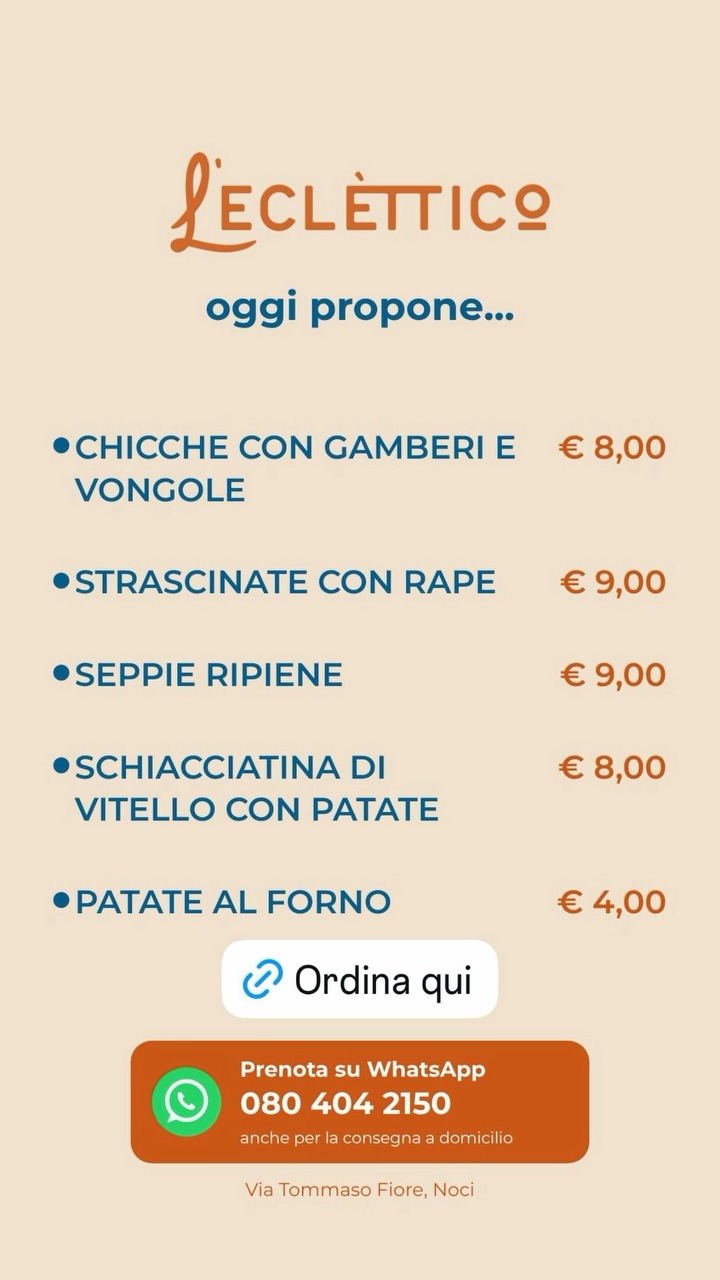 L'ECLÈTTICO
oggi propone...
•CHICCHE CON GAMBERI E € 8,00
VONGOLE
•STRASCINATE CON RAPE € 9,00
•SEPPIE RIPIENE € 9,00
•SCHIACCIATINA DI € 8,00
VITELLO CON PATATE
•PATATE AL FORNO € 4,00
Ordina qui
Prenota su WhatsApp
080 404 2150
anche per la consegna a domicilio
Via Tommaso Fiore, Noci